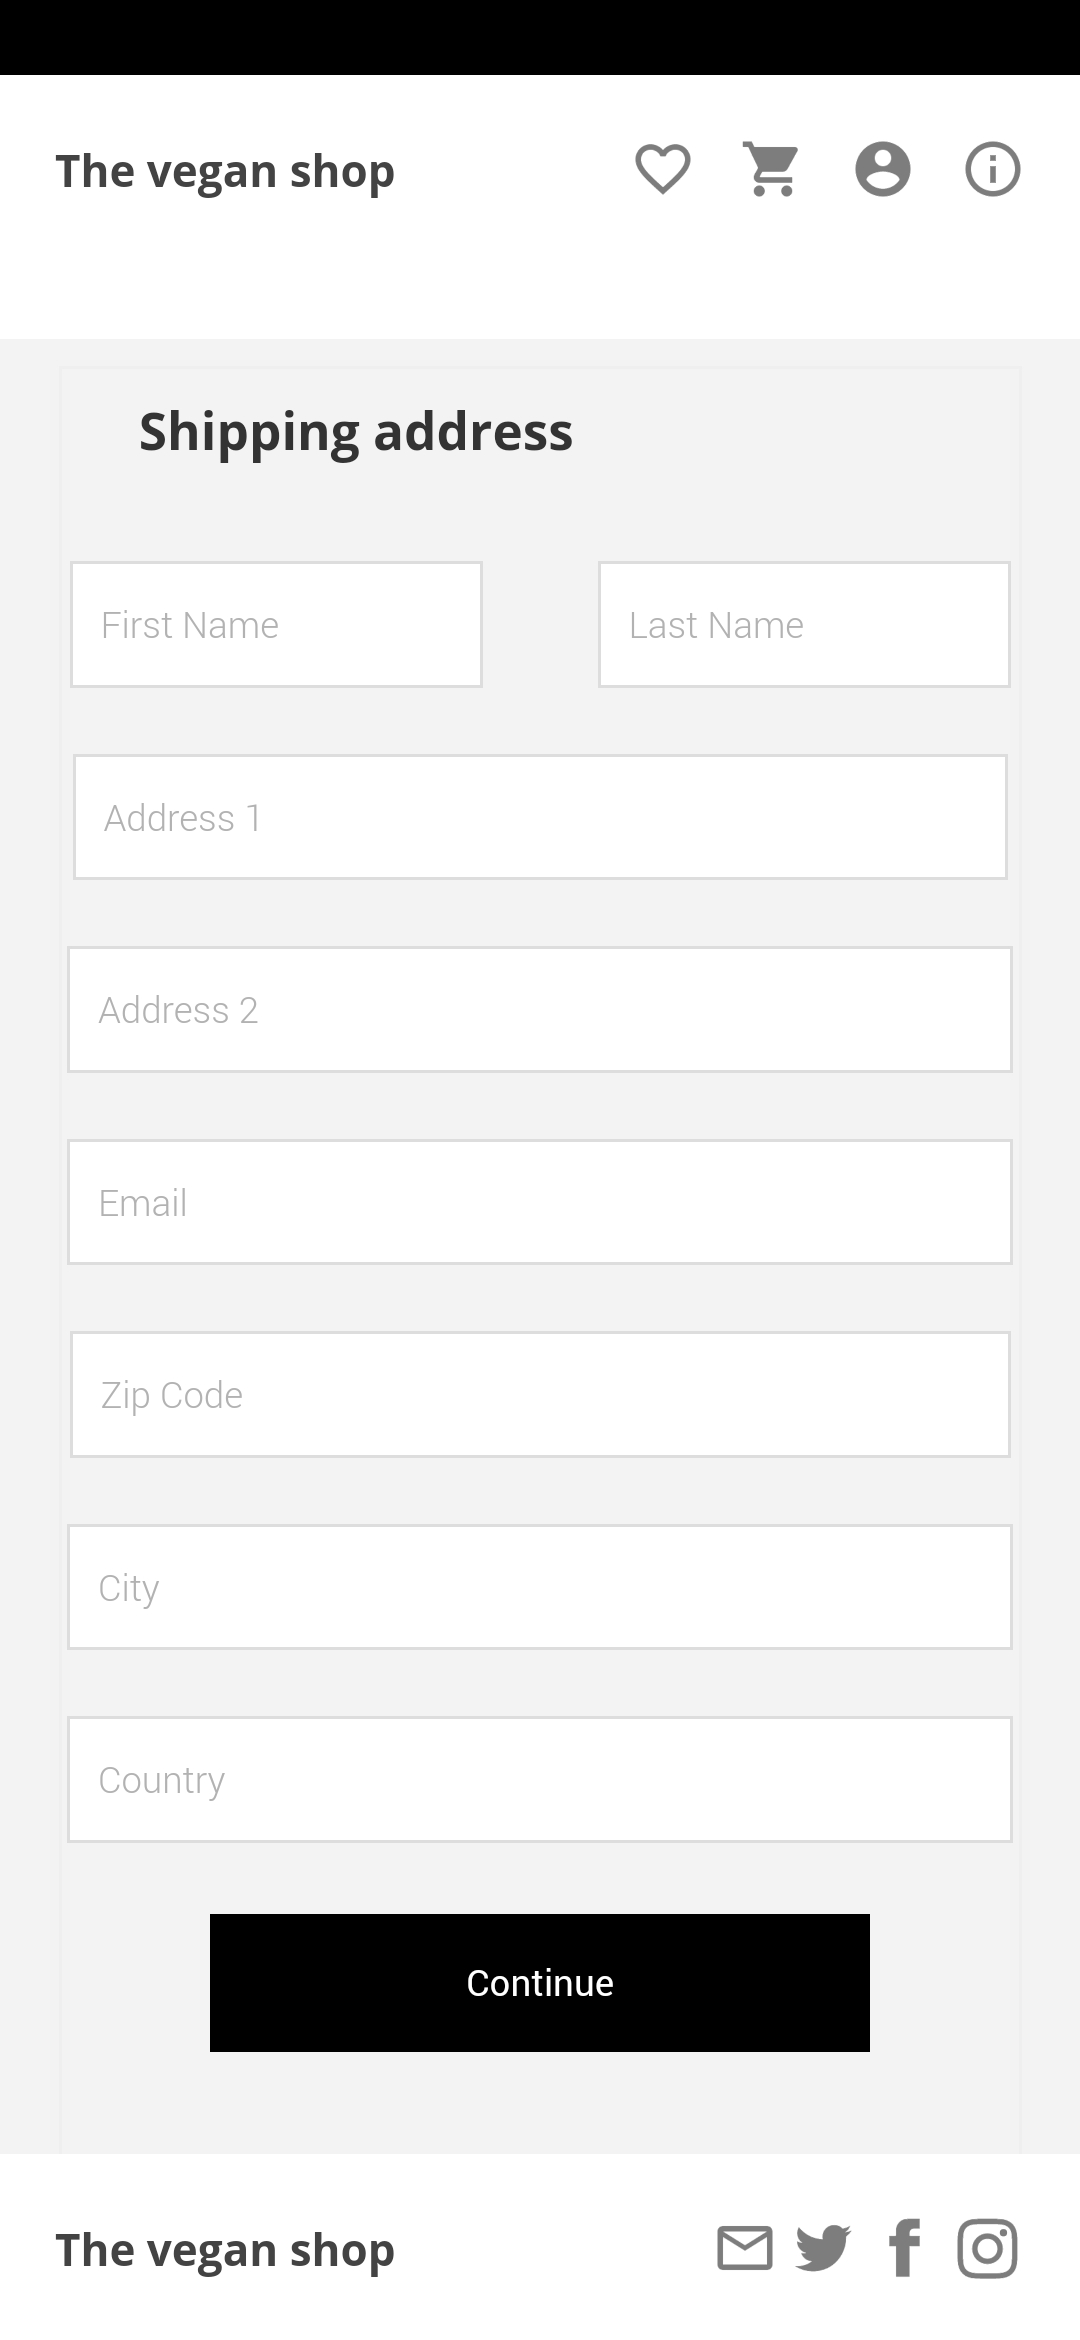 The vegan shop
Shipping address
First Name Last Name
Address 1
Address 2
Email
Zip Code
City
Country
Continue
The vegan shop